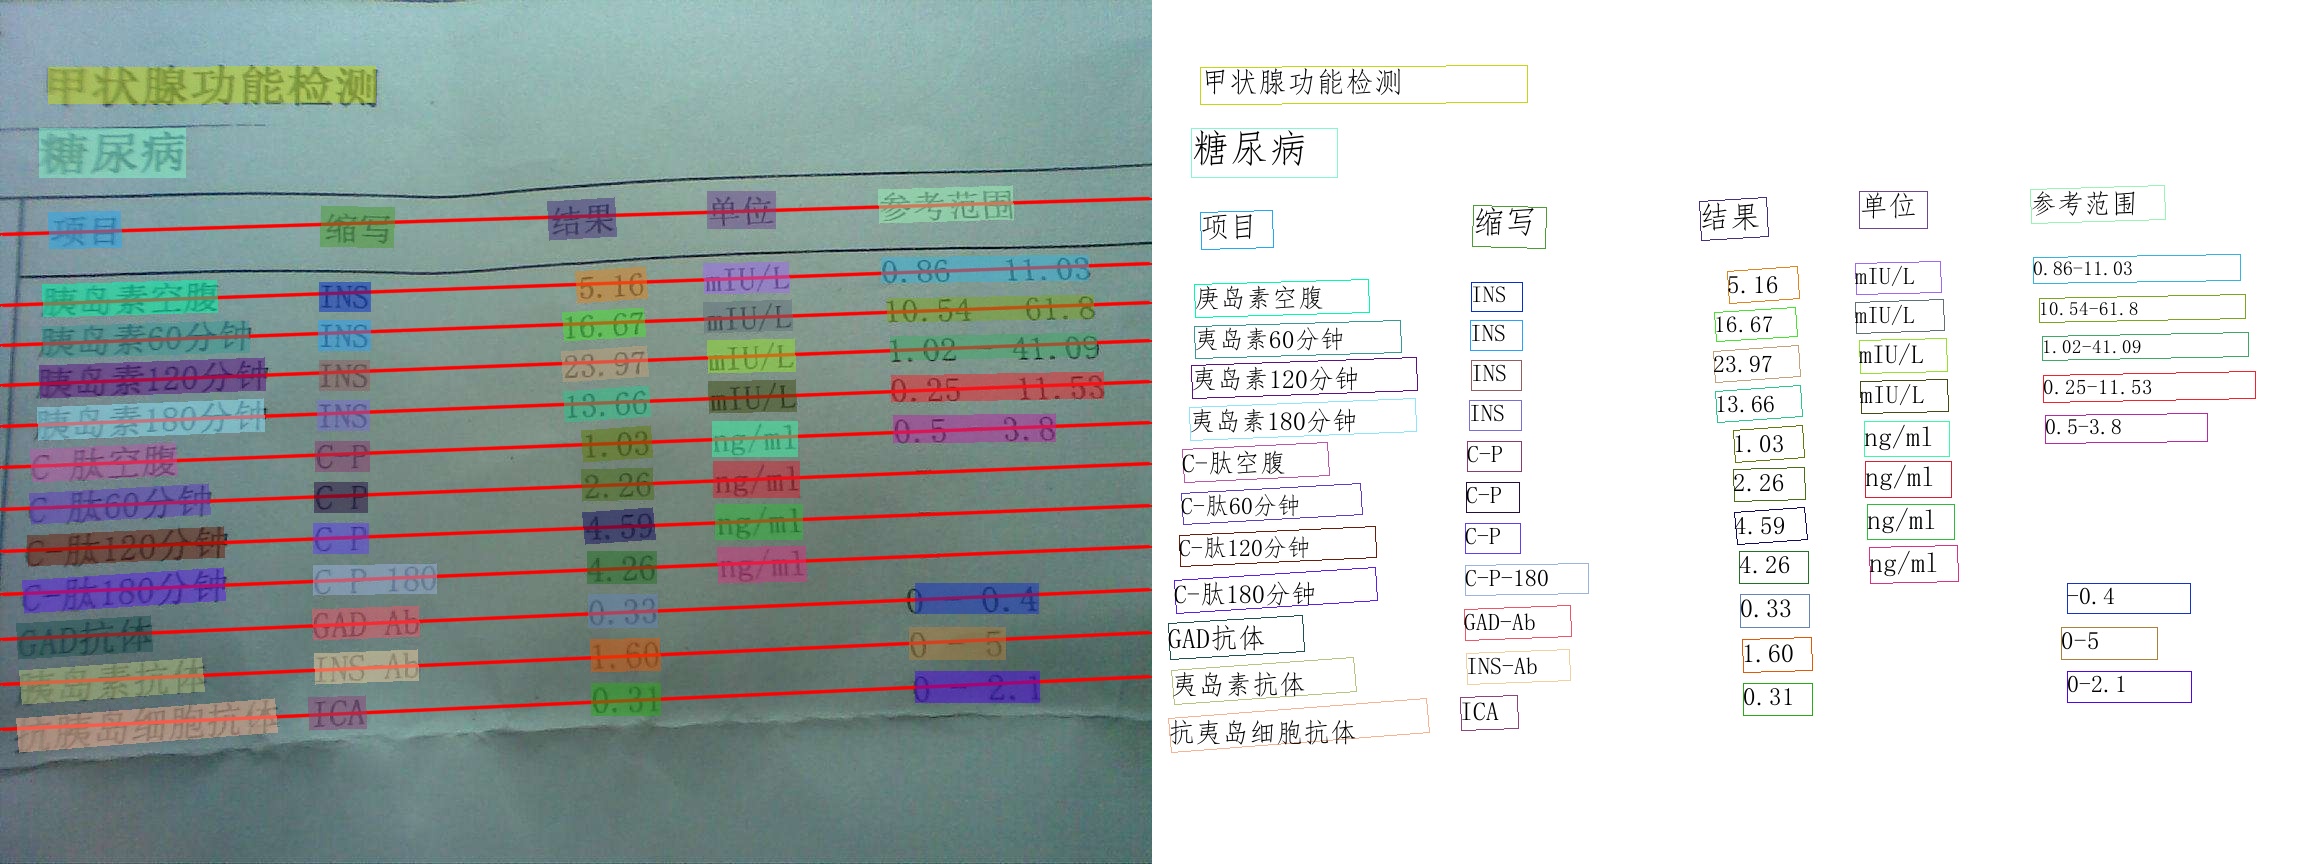 甲状腺功能检测
糖尿病
项目 缩写 结果 单位 参考范围
胰岛素空腹 INS 5.16 mIU/L 0.86 - 11.03
胰岛素60分钟 INS 16.67 mIU/L 10.54 - 61.8
胰岛素120分钟 INS 23.97 mIU/L 1.02 - 41.09
胰岛素180分钟 INS 13.66 mIU/L 0.25 - 11.53
C-肽空腹 C-P 1.03 ng/ml 0.5 - 3.8
C-肽60分钟 C-P 2.26 ng/ml
C-肽120分钟 C-P 4.59 ng/ml
C-肽180分钟 C-P-180 4.26 ng/ml
GAD抗体 GAD-Ab 0.33 0 - 0.4
胰岛素抗体 INS-Ab 1.60 0 - 5
抗胰岛细胞抗体 ICA 0.31 0 - 2.1
甲状腺功能检测
糖尿病
项目 缩写 结果 单位 参考范围
庚岛素空腹 INS 5.16 mIU/L 0.86-11.03
夷岛素60分钟 INS 16.67 mIU/L 10.54-61.8
夷岛素120分钟 INS 23.97 mIU/L 1.02-41.09
夷岛素180分钟 INS 13.66 mIU/L 0.25-11.53
C-肽空腹 C-P 1.03 ng/ml 0.5-3.8
C-肽60分钟 C-P 2.26 ng/ml
C-肽120分钟 C-P 4.59 ng/ml
C-肽180分钟 C-P-180 4.26 ng/ml
GAD抗体 GAD-Ab 0.33 -0.4
夷岛素抗体 INS-Ab 1.60 0-5
抗夷岛细胞抗体 ICA 0.31 0-2.1